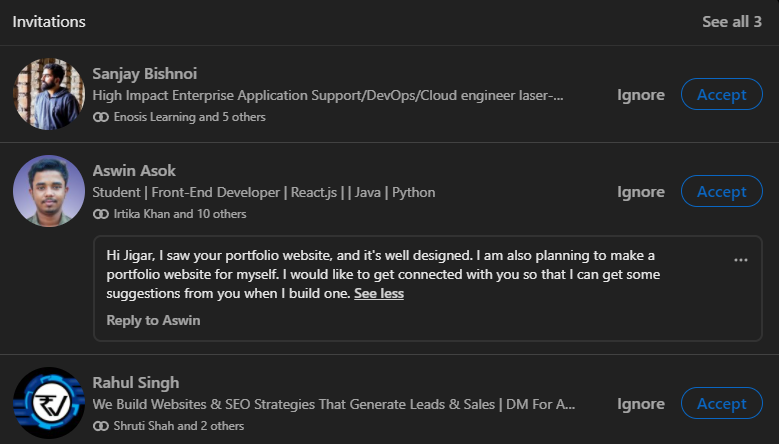 Invitations
See all 3
Sanjay Bishnoi
High Impact Enterprise Application Support/DevOps/Cloud engineer laser-...
Enosis Learning and 5 others
Ignore
Accept
Aswin Asok
Student | Front-End Developer | React.js | | Java | Python
Irtika Khan and 10 others
Ignore
Accept
Hi Jigar, I saw your portfolio website, and it's well designed. I am also planning to make a
portfolio website for myself. I would like to get connected with you so that I can get some
suggestions from you when I build one. See less
...
Reply to Aswin
Rahul Singh
We Build Websites & SEO Strategies That Generate Leads & Sales | DM For A...
Shruti Shah and 2 others
Ignore
Accept